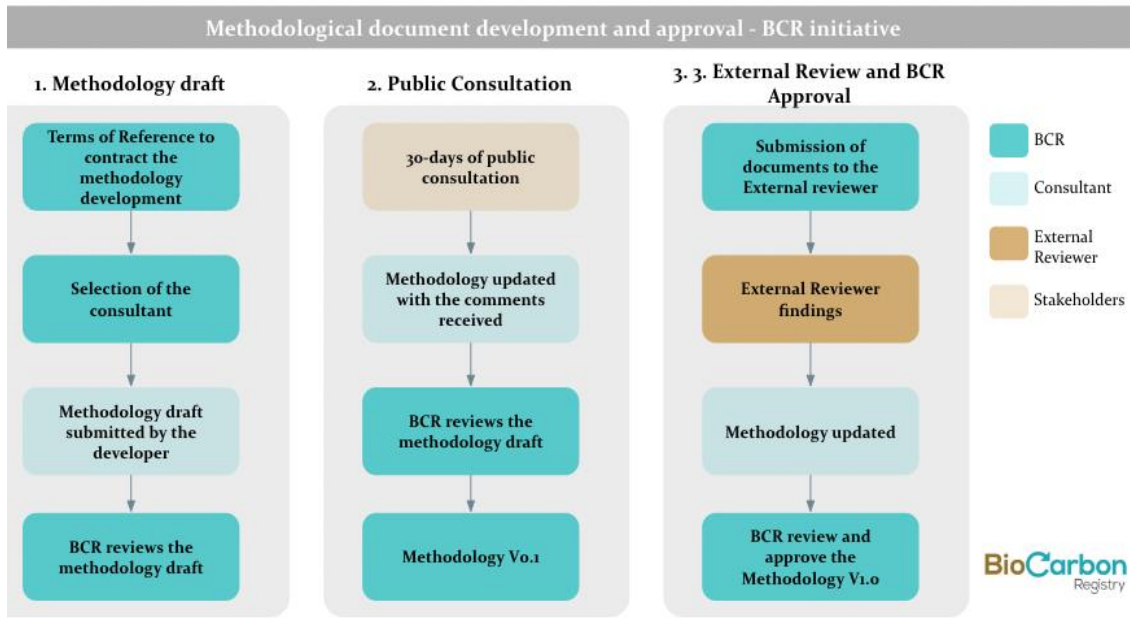 Methodological document development and approval - BCR initiative
1. Methodology draft
Terms of Reference to
contract the
methodology
development
Selection of the
consultant
Methodology draft
submitted by the
developer
BCR reviews the
methodology draft
2. Public Consultation
30-days of public
consultation
Methodology updated
with the comments
received
BCR reviews the
methodology draft
Methodology V0.1
3. 3. External Review and BCR
Approval
Submission of
documents to the
External reviewer
External Reviewer
findings
Methodology updated
BCR review and
approve the
Methodology V1.0
BCR
Consultant
External
Reviewer
Stakeholders
BioCarbon
Registry